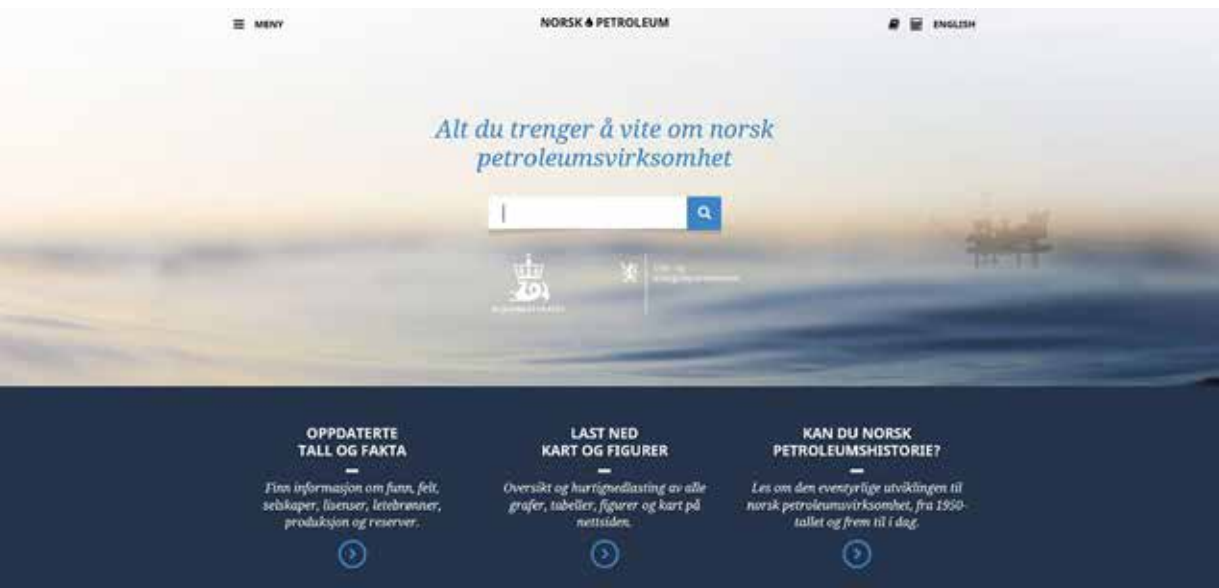 MENY
NORSK PETROLEUM
ENGLISH
Alt du trenger å vite om norsk
petroleumsvirksomhet
OPPDATERTE
TALL OG FAKTA
Finn informasjon om funn, felt,
selskaper, lisenser, letebrønner,
produksjon og reserver.
LAST NED
KART OG FIGURER
Oversikt og hurtignedlasting av alle
grafer, tabeller, figurer og kart på
nettsiden.
KAN DU NORSK
PETROLEUMSHISTORIE?
Les om den eventyrlige utviklingen til
norsk petroleumsvirksomhet, fra 1950-
tallet og frem til i dag.